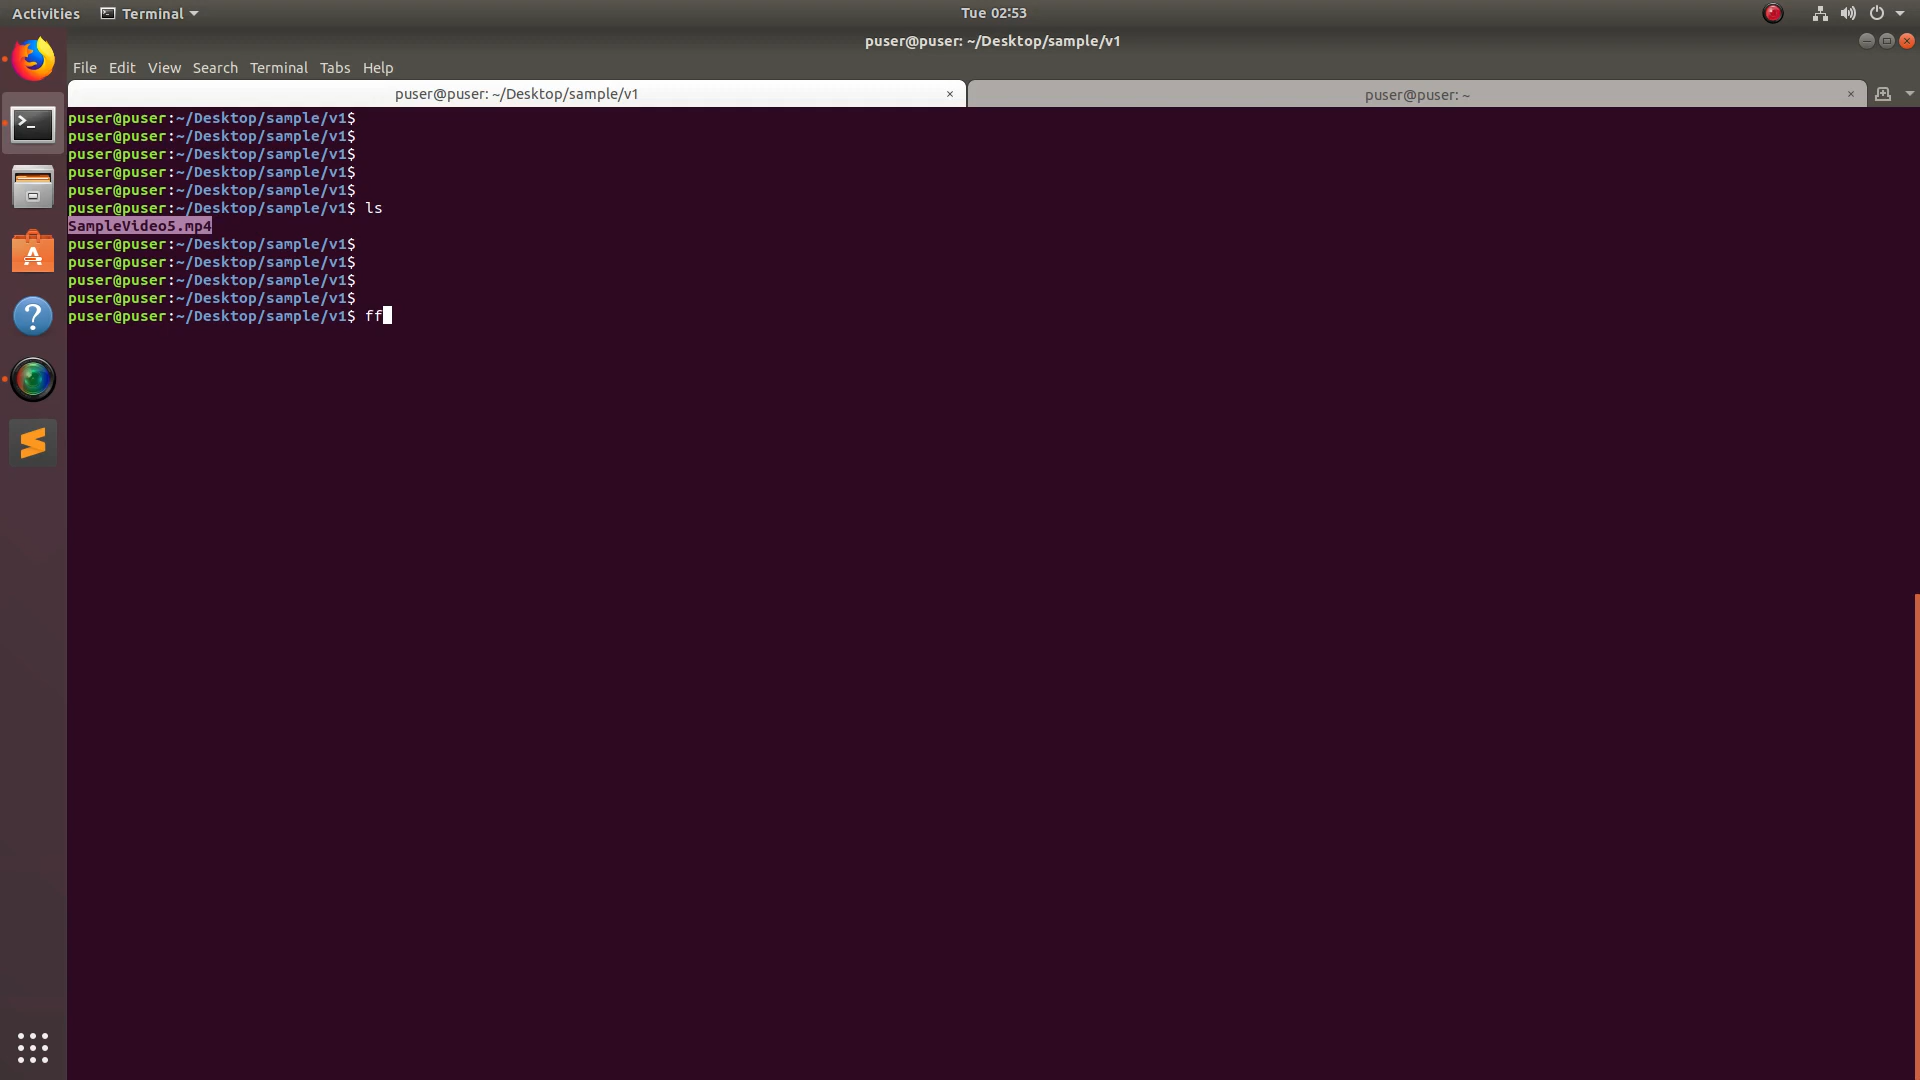 Activities Terminal Tue 02:53
puser@puser: ~/Desktop/sample/v1
File Edit View Search Terminal Tabs Help
puser@puser: ~/Desktop/sample/v1 × puser@puser: ~ ×
puser@puser:~/Desktop/sample/v1$
puser@puser:~/Desktop/sample/v1$
puser@puser:~/Desktop/sample/v1$
puser@puser:~/Desktop/sample/v1$
puser@puser:~/Desktop/sample/v1$
puser@puser:~/Desktop/sample/v1$ ls
SampleVideo5.mp4
puser@puser:~/Desktop/sample/v1$
puser@puser:~/Desktop/sample/v1$
puser@puser:~/Desktop/sample/v1$
puser@puser:~/Desktop/sample/v1$
puser@puser:~/Desktop/sample/v1$ ff